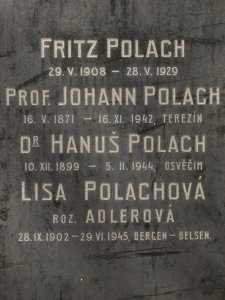 FRITZ POLACH
29. V. 1908 – 28. V. 1929
PROF. JOHANN POLACH
16. V. 1871 – 16. XI. 1942, TEREZÍN
DR HANUŠ POLACH
10. XII. 1899 – 5. II. 1944, OSVĚČIM
LISA POLACHOVÁ
ROZ. ADLEROVÁ
28. IX. 1902 – 29. VI. 1945, BERGEN – BELSEN.